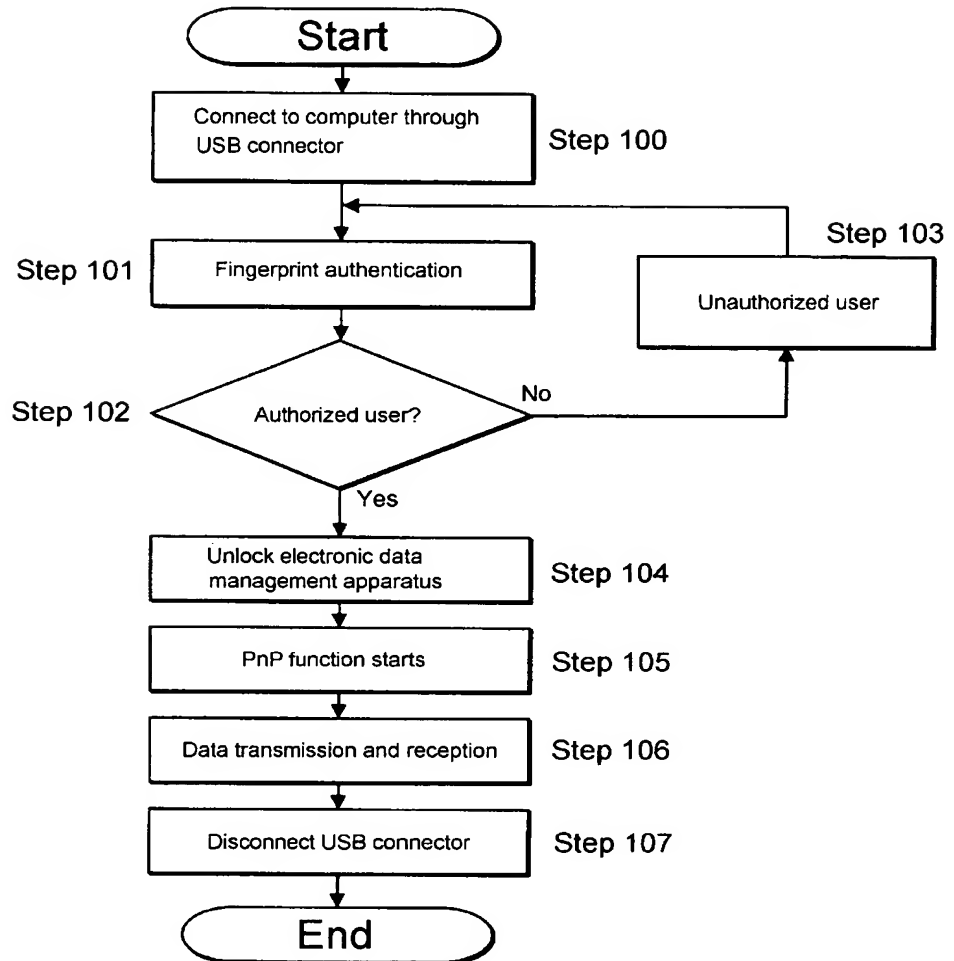 Start
Connect to computer through
USB connector
Step 100
Step 103
Step 101
Fingerprint authentication
Unauthorized user
Step 102
Authorized user?
No
Yes
Unlock electronic data
management apparatus
Step 104
PnP function starts
Step 105
Data transmission and reception
Step 106
Disconnect USB connector
Step 107
End